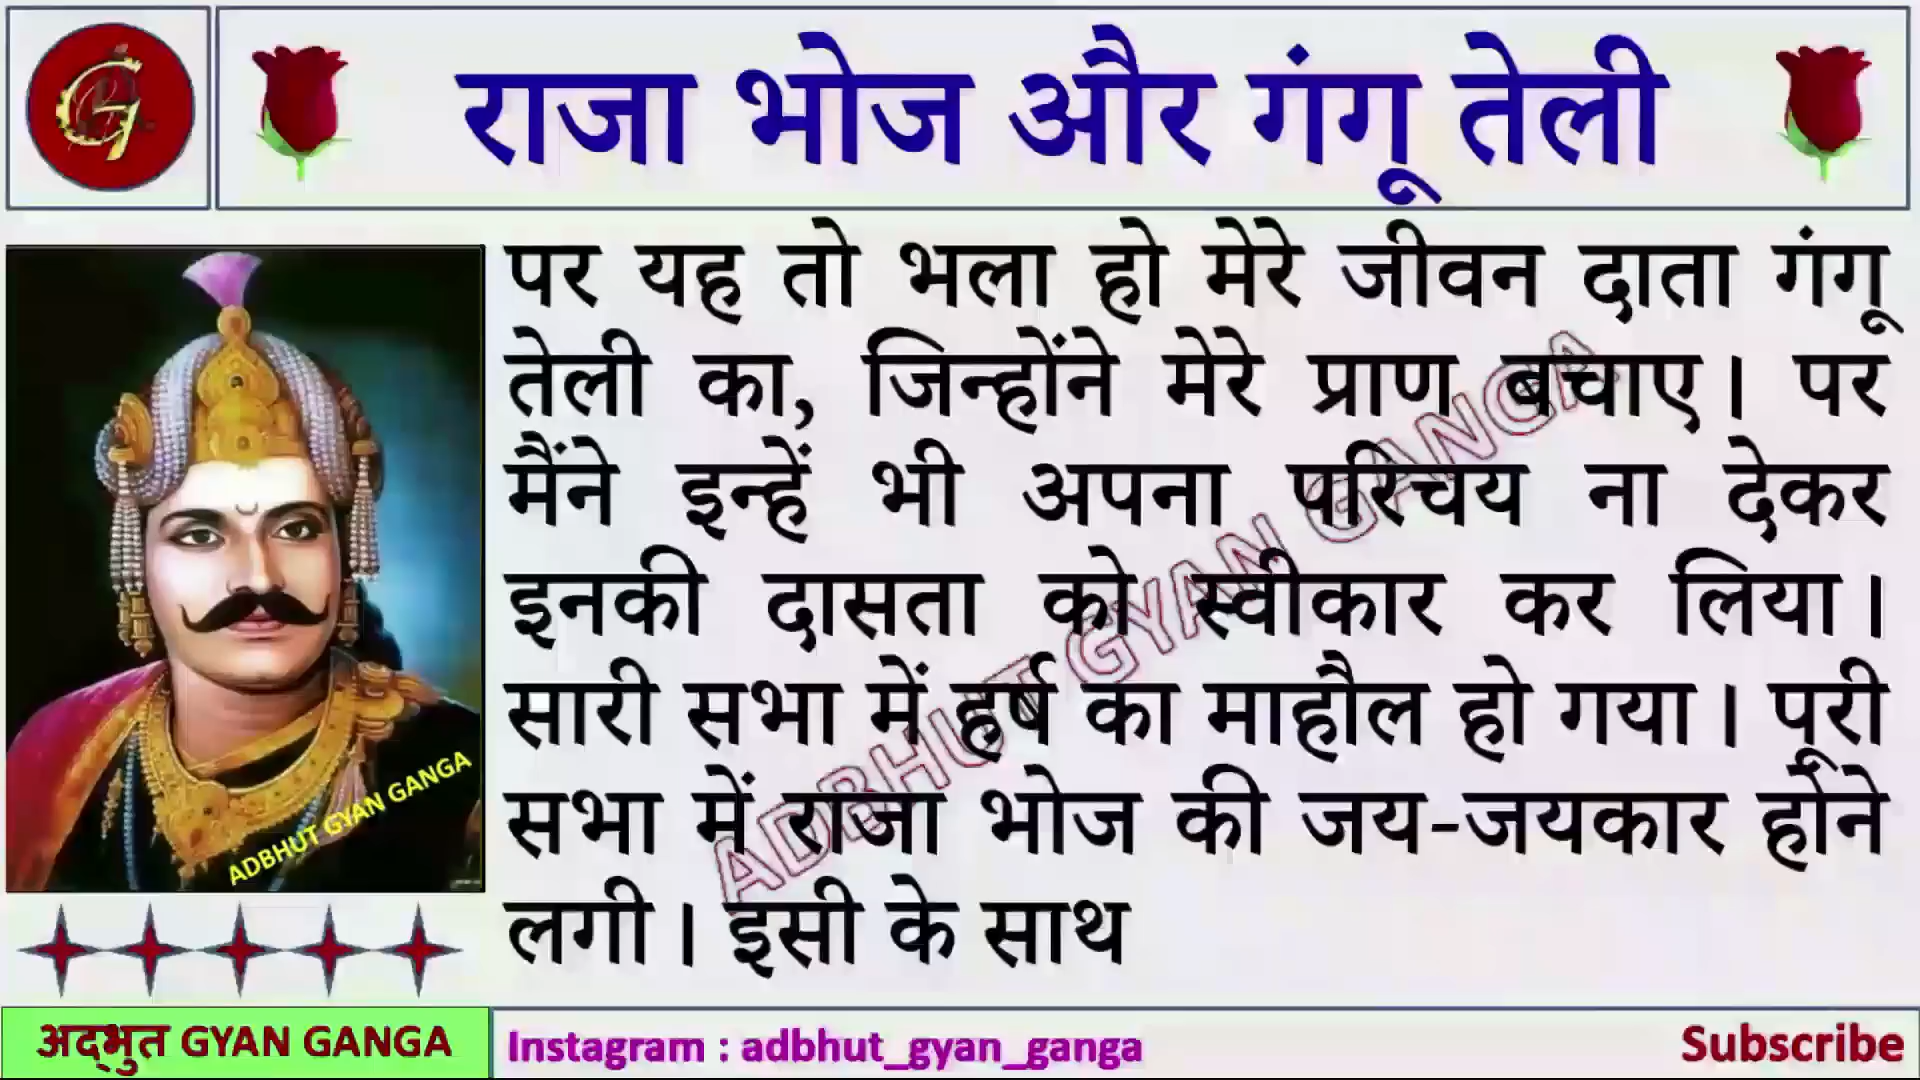 राजा भोज और गंगू तेली
पर यह तो भला हो मेरे जीवन दाता गंगू
तेली का, जिन्होंने मेरे प्राण बचाए। पर
मैंने इन्हें भी अपना परिचय ना देकर
इनकी दासता को स्वीकार कर लिया।
सारी सभा में हर्ष का माहौल हो गया। पूरी
सभा में राजा भोज की जय-जयकार होने
लगी। इसी के साथ
ADBHUT GYAN GANGA
ADBHUT GYAN GANGA
अद्भुत GYAN GANGA
Instagram : adbhut_gyan_ganga
Subscribe